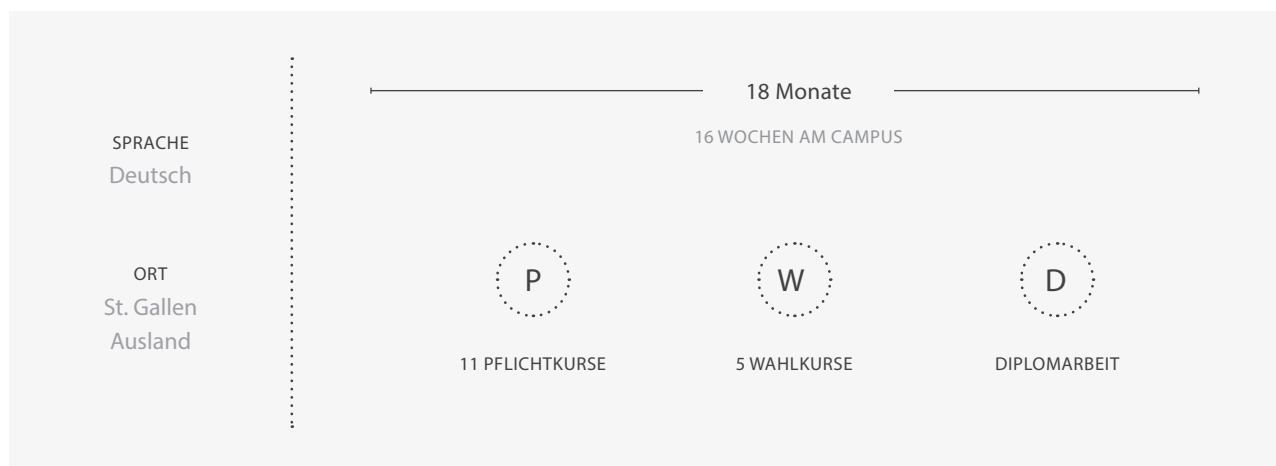 SPRACHE
Deutsch
ORT
St. Gallen
Ausland
18 Monate
16 WOCHEN AM CAMPUS
P
W
D
11 PFLICHTKURSE
5 WAHLKURSE
DIPLOMARBEIT